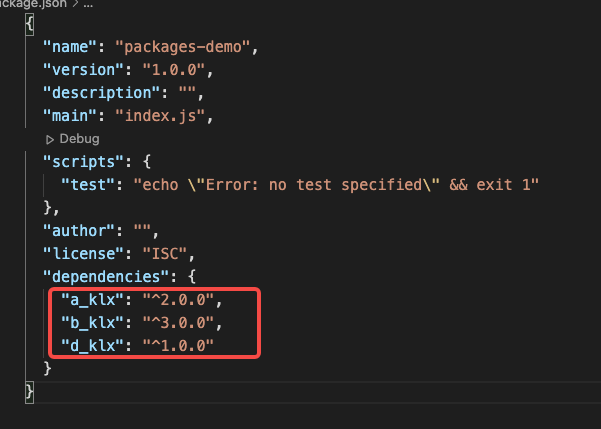 ckage.json > ...
{
"name": "packages-demo",
"version": "1.0.0",
"description": "",
"main": "index.js",
Debug
"scripts": {
"test": "echo \"Error: no test specified\" && exit 1"
},
"author": "",
"license": "ISC",
"dependencies": {
"a_klx": "^2.0.0",
"b_klx": "^3.0.0",
"d_klx": "^1.0.0"
}
}